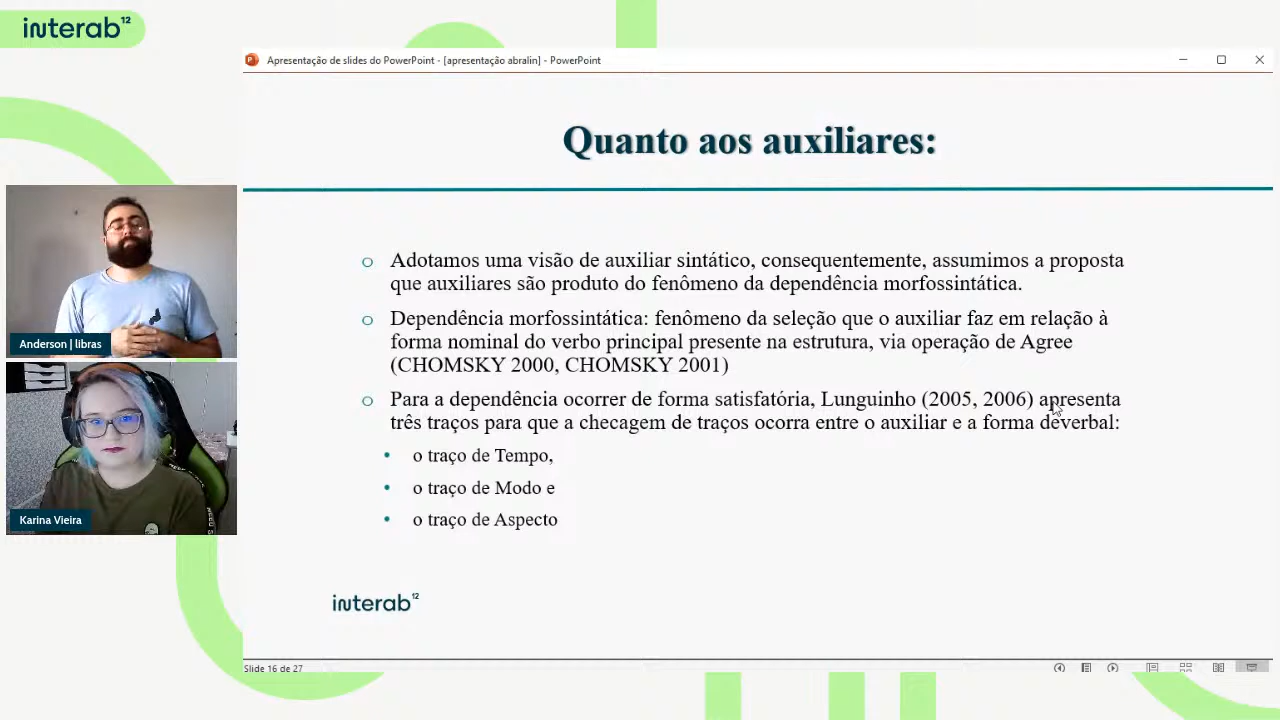 interab¹²
Apresentação de slides do PowerPoint - [apresentação abralin] - PowerPoint
Quanto aos auxiliares:
Adotamos uma visão de auxiliar sintático, consequentemente, assumimos a proposta
que auxiliares são produto do fenômeno da dependência morfossintática.
Dependência morfossintática: fenômeno da seleção que o auxiliar faz em relação à
forma nominal do verbo principal presente na estrutura, via operação de Agree
(CHOMSKY 2000, CHOMSKY 2001)
Para a dependência ocorrer de forma satisfatória, Lunguinho (2005, 2006) apresenta
três traços para que a checagem de traços ocorra entre o auxiliar e a forma deverbal:
• o traço de Tempo,
• o traço de Modo e
• o traço de Aspecto
interab¹²
Slide 16 de 27
Anderson | libras
Karina Vieira